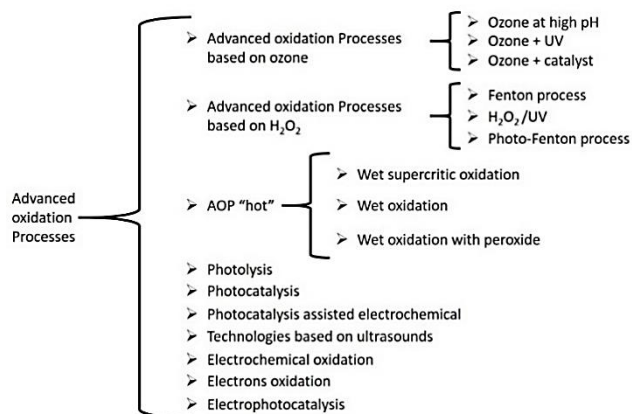 Advanced
oxidation
Processes
➢ Advanced oxidation Processes
based on ozone
➢ Ozone at high pH
➢ Ozone + UV
➢ Ozone + catalyst
➢ Advanced oxidation Processes
based on H₂O₂
➢ Fenton process
➢ H₂O₂/UV
➢ Photo-Fenton process
➢ AOP “hot”
➢ Wet supercritic oxidation
➢ Wet oxidation
➢ Wet oxidation with peroxide
➢ Photolysis
➢ Photocatalysis
➢ Photocatalysis assisted electrochemical
➢ Technologies based on ultrasounds
➢ Electrochemical oxidation
➢ Electrons oxidation
➢ Electrophotocatalysis